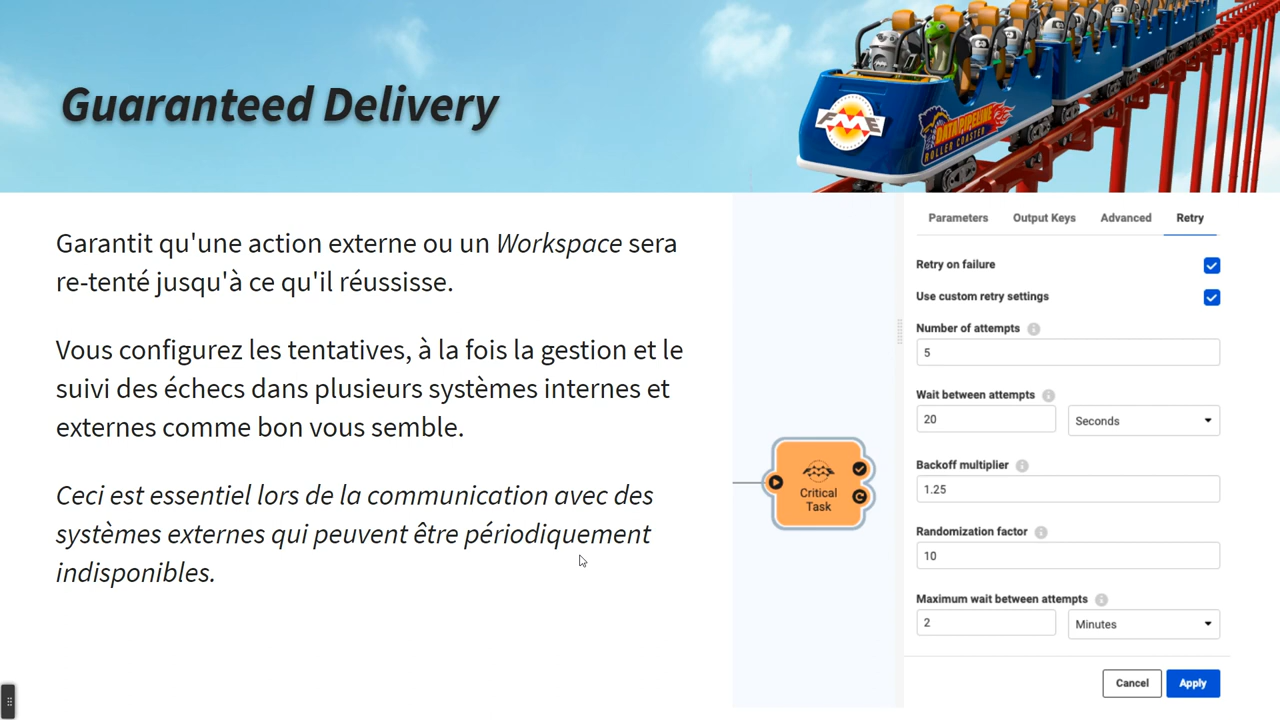 Guaranteed Delivery
FME
DATA PIPELINE
ROLLER COASTER
Garantit qu'une action externe ou un Workspace sera
re-tenté jusqu'à ce qu'il réussisse.
Vous configurez les tentatives, à la fois la gestion et le
suivi des échecs dans plusieurs systèmes internes et
externes comme bon vous semble.
Ceci est essentiel lors de la communication avec des
systèmes externes qui peuvent être périodiquement
indisponibles.
Critical
Task
Parameters Output Keys Advanced Retry
Retry on failure
Use custom retry settings
Number of attempts
5
Wait between attempts
20 Seconds
Backoff multiplier
1.25
Randomization factor
10
Maximum wait between attempts
2 Minutes
Cancel Apply